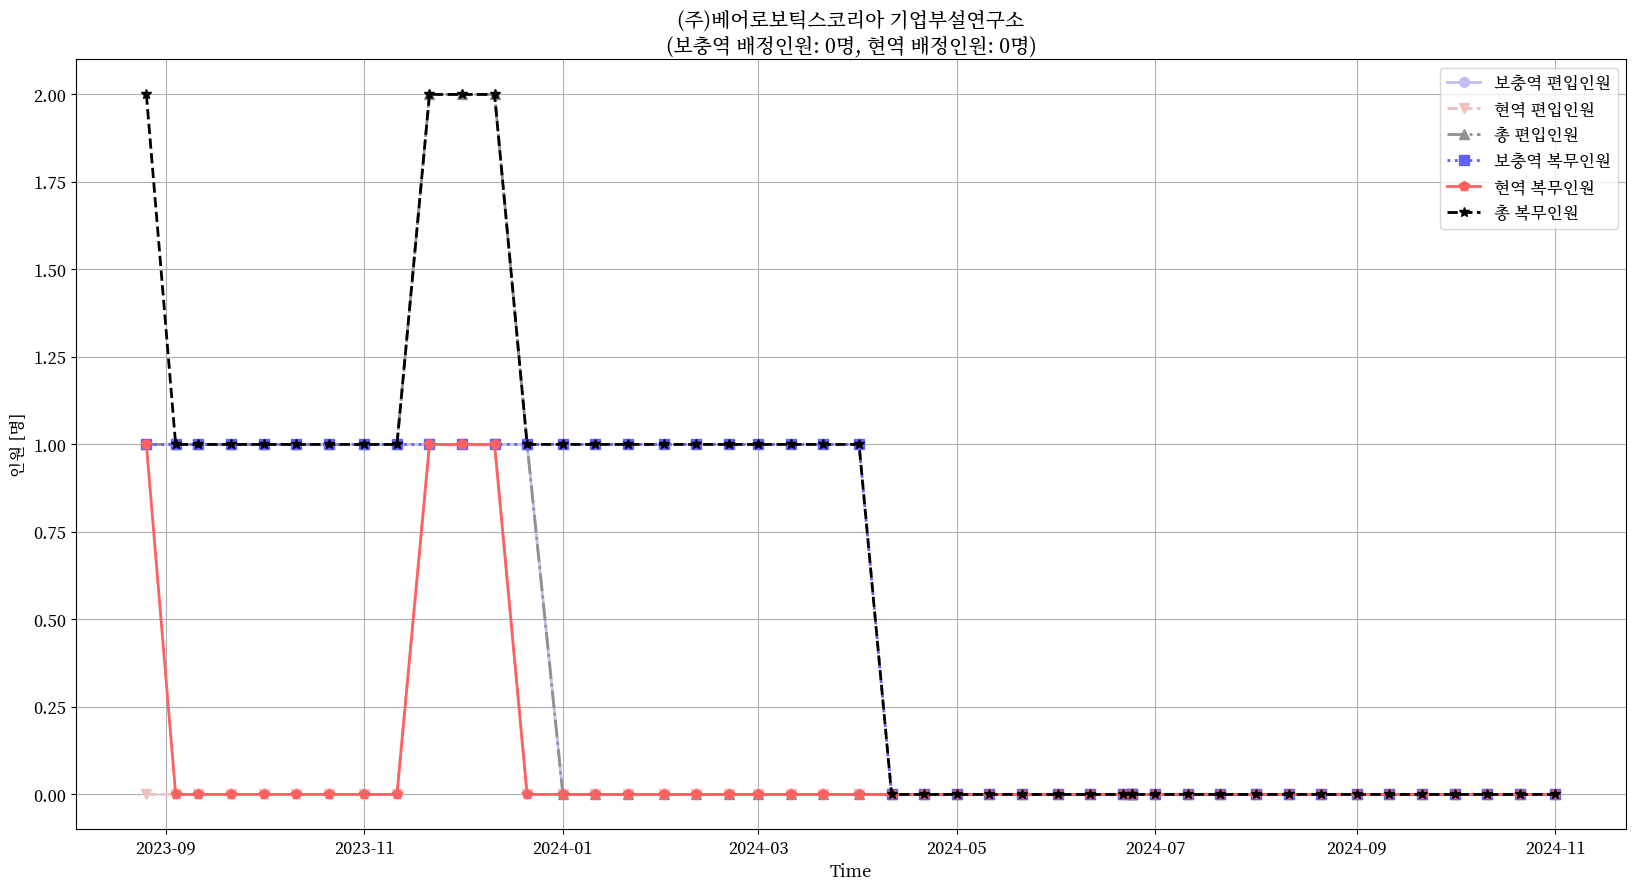 (주)베어로보틱스코리아 기업부설연구소
(보충역 배정인원: 0명, 현역 배정인원: 0명)
보충역 편입인원
현역 편입인원
총 편입인원
보충역 복무인원
현역 복무인원
총 복무인원
인원 [명]
2.00
1.75
1.50
1.25
1.00
0.75
0.50
0.25
0.00
2023-09 2023-11 2024-01 2024-03 2024-05 2024-07 2024-09 2024-11
Time